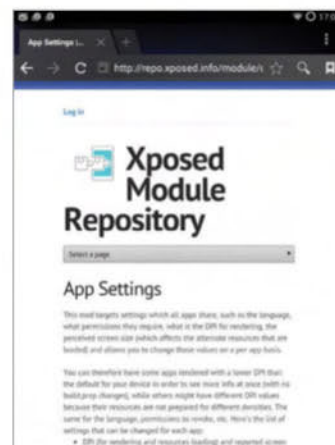 17:0
App Settings |...
http://repo.xposed.info/module/
Log in
Xposed
Module
Repository
Select a page
App Settings
This mod targets settings which all apps share, such as the language,
what permissions they require, what is the DPI for rendering, the
perceived screen size (which affects the alternate resources that are
loaded) and allows you to change these values on a per app basis.
You can therefore have some apps rendered with a lower DPI than
the default for your device in order to see more info at once (with no
build.prop changes), while others might have different DPI values
because their resources are not prepared for different densities. The
same for the language, permissions to revoke, etc. Here's the list of
settings that can be changed for each app:
• DPI (for rendering and resources loading) and reported screen